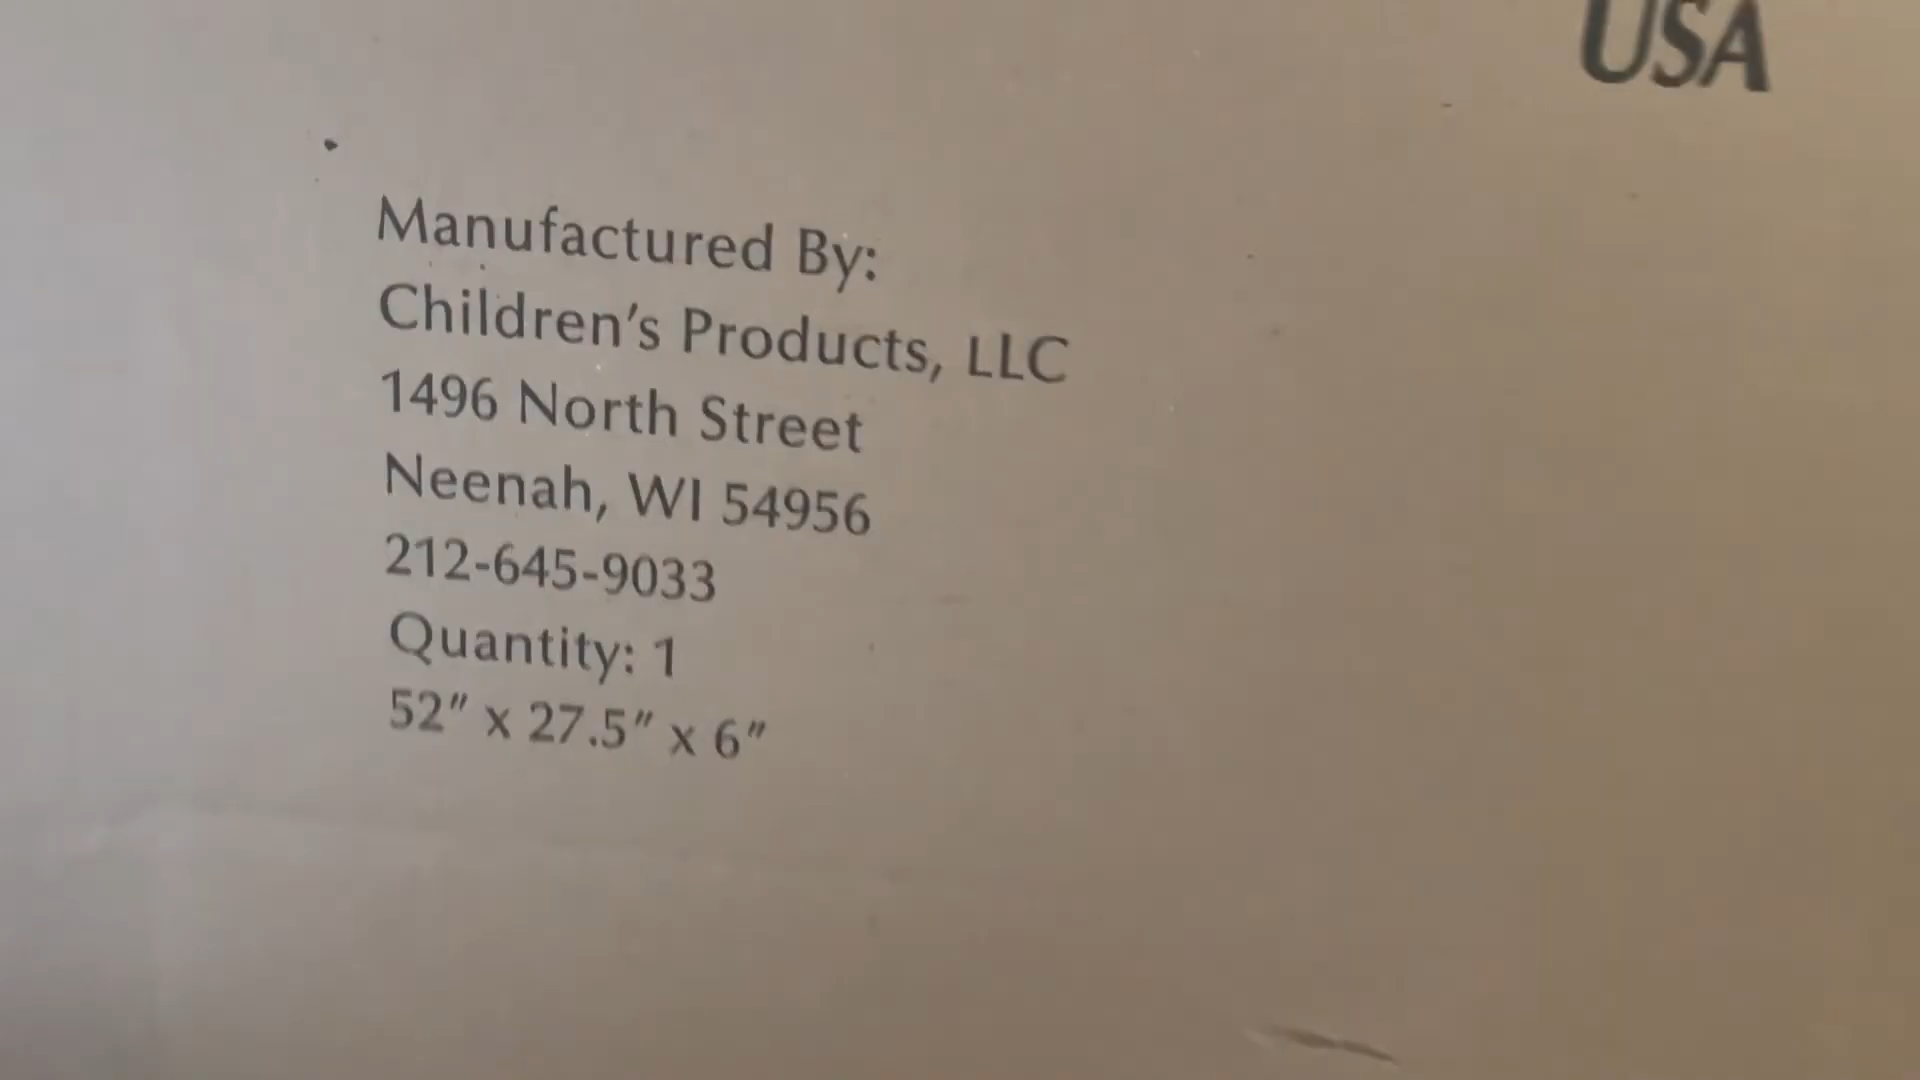 USA
Manufactured By:
Children's Products, LLC
1496 North Street
Neenah, WI 54956
212-645-9033
Quantity: 1
52" x 27.5" x 6"